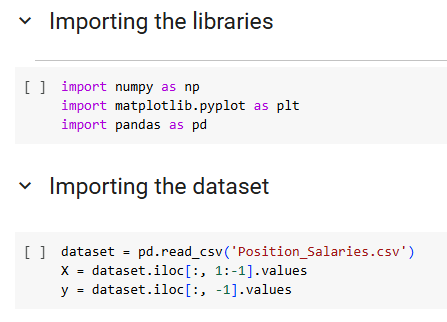 Importing the libraries
[ ] import numpy as np
import matplotlib.pyplot as plt
import pandas as pd
Importing the dataset
[ ] dataset = pd.read_csv('Position_Salaries.csv')
X = dataset.iloc[:, 1:-1].values
y = dataset.iloc[:, -1].values